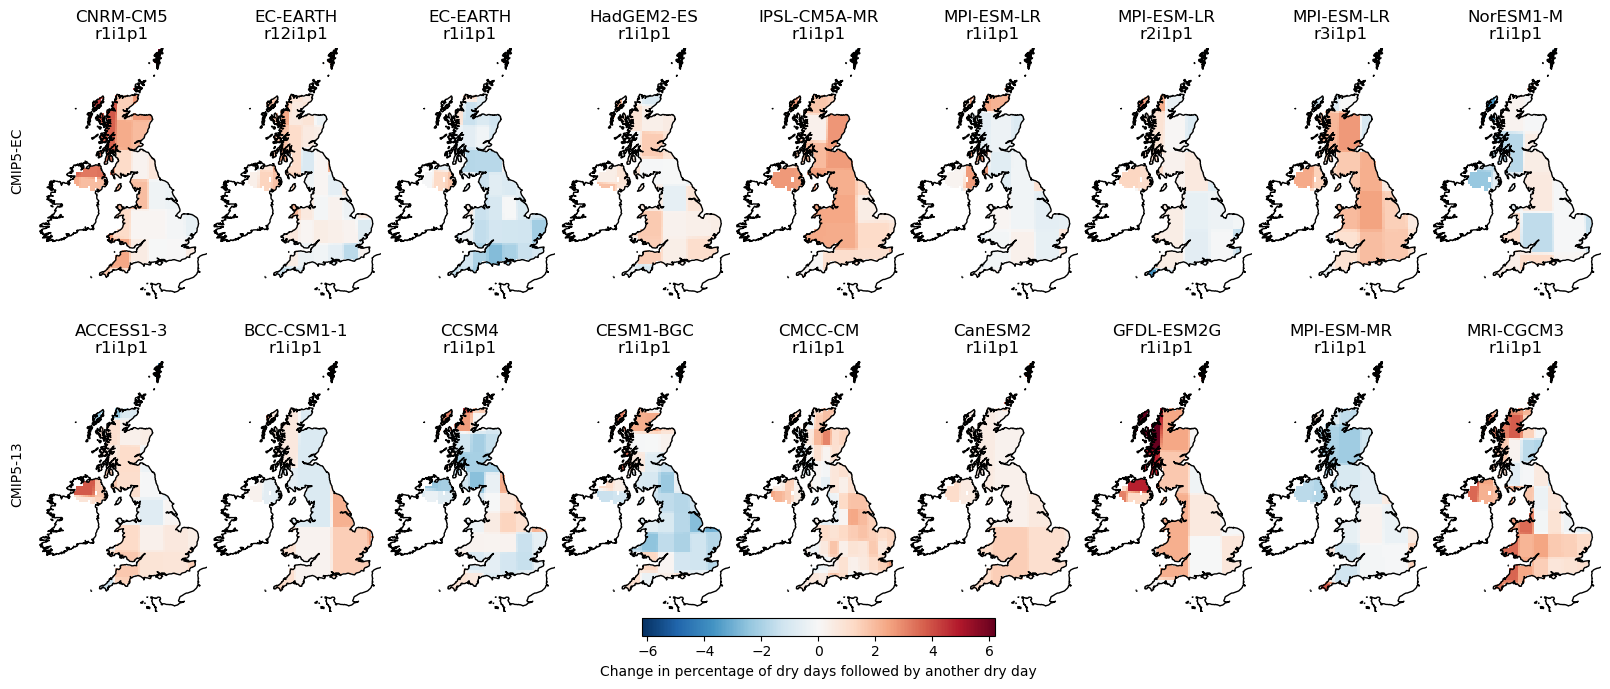 CNRM-CM5
r1i1p1
EC-EARTH
r12i1p1
EC-EARTH
r1i1p1
HadGEM2-ES
r1i1p1
IPSL-CM5A-MR
r1i1p1
MPI-ESM-LR
r1i1p1
MPI-ESM-LR
r2i1p1
MPI-ESM-LR
r3i1p1
NorESM1-M
r1i1p1
CMIP5-EC
ACCESS1-3
r1i1p1
BCC-CSM1-1
r1i1p1
CCSM4
r1i1p1
CESM1-BGC
r1i1p1
CMCC-CM
r1i1p1
CanESM2
r1i1p1
GFDL-ESM2G
r1i1p1
MPI-ESM-MR
r1i1p1
MRI-CGCM3
r1i1p1
CMIP5-13
−6 −4 −2 0 2 4 6
Change in percentage of dry days followed by another dry day